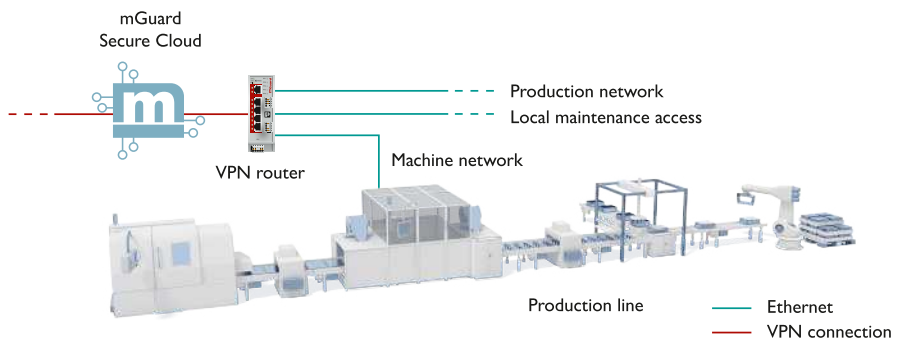 mGuard
Secure Cloud
m
Production network
Local maintenance access
Machine network
VPN router
Production line
Ethernet
VPN connection